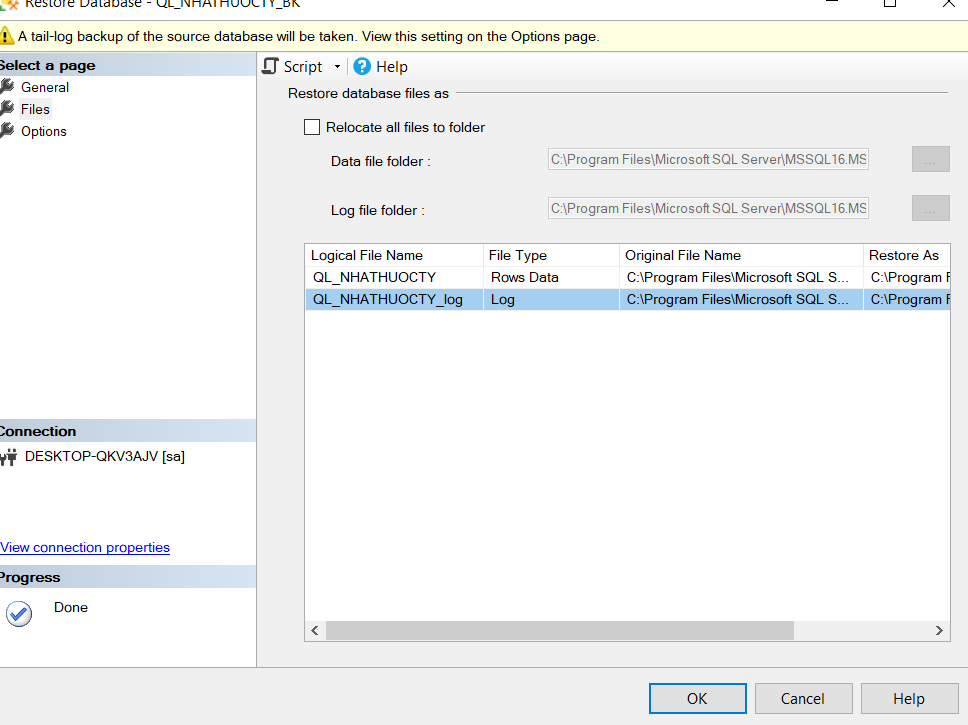 Restore Database - QL_NHATHUOCTY_BK
A tail-log backup of the source database will be taken. View this setting on the Options page.
Select a page
General
Files
Options
Script
Help
Restore database files as
Relocate all files to folder
Data file folder :
C:\Program Files\Microsoft SQL Server\MSSQL16.MS
...
Log file folder :
C:\Program Files\Microsoft SQL Server\MSSQL16.MS
...
Logical File Name File Type Original File Name Restore As
QL_NHATHUOCTY Rows Data C:\Program Files\Microsoft SQL S... C:\Program F
QL_NHATHUOCTY_log Log C:\Program Files\Microsoft SQL S... C:\Program F
Connection
DESKTOP-QKV3AJV [sa]
View connection properties
Progress
Done
OK Cancel Help